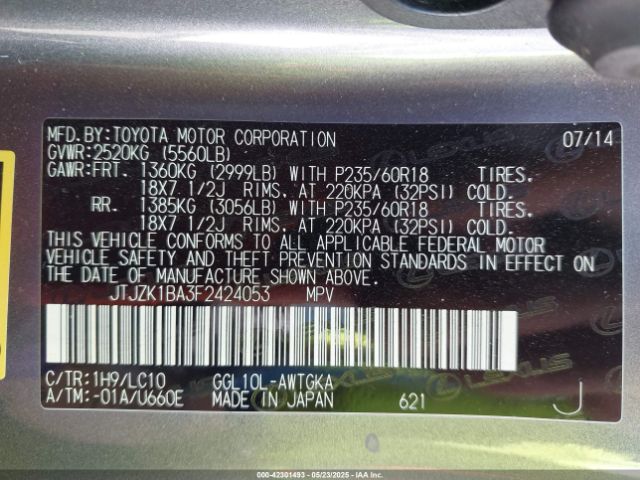 MFD.BY:TOYOTA MOTOR CORPORATION 07/14
GVWR:2520KG (5560LB)
GAWR:FRT. 1360KG (2999LB) WITH P235/60R18 TIRES.
18X7 1/2J RIMS. AT 220KPA (32PSI) COLD.
RR. 1385KG (3056LB) WITH P235/60R18 TIRES.
18X7 1/2J RIMS. AT 220KPA (32PSI) COLD.
THIS VEHICLE CONFORMS TO ALL APPLICABLE FEDERAL MOTOR
VEHICLE SAFETY AND THEFT PREVENTION STANDARDS IN EFFECT ON
THE DATE OF MANUFACTURE SHOWN ABOVE.
JTJZK1BA3F2424053 MPV
C/TR:1H9/LC10 GGL10L-AWTGKA
A/TM:-01A/U660E MADE IN JAPAN 621 J
LEXUS
00-42301493 - 05/23/2025 - IAAI.COM